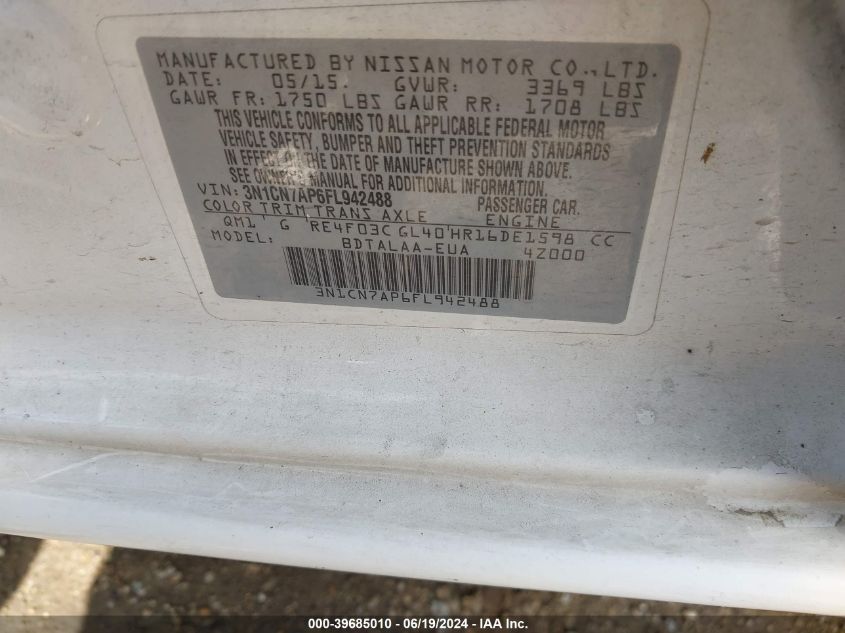 MANUFACTURED BY NISSAN MOTOR CO., LTD.
DATE: 05/15. GVWR: 3369 LBS
GAWR FR: 1750 LBS GAWR RR: 1708 LBS
THIS VEHICLE CONFORMS TO ALL APPLICABLE FEDERAL MOTOR
VEHICLE SAFETY, BUMPER AND THEFT PREVENTION STANDARDS
IN EFFECT ON THE DATE OF MANUFACTURE SHOWN ABOVE.
SEE OWNER'S MANUAL FOR ADDITIONAL INFORMATION.
VIN: 3N1CN7AP6FL942488 PASSENGER CAR.
COLOR TRIM TRANS AXLE ENGINE
QM1 G RE4F03C GL40 HR16DE1598 CC
MODEL: BDTALAA-EUA 4Z000
3N1CN7AP6FL942488
000-39685010 - 06/19/2024 - IAA Inc.